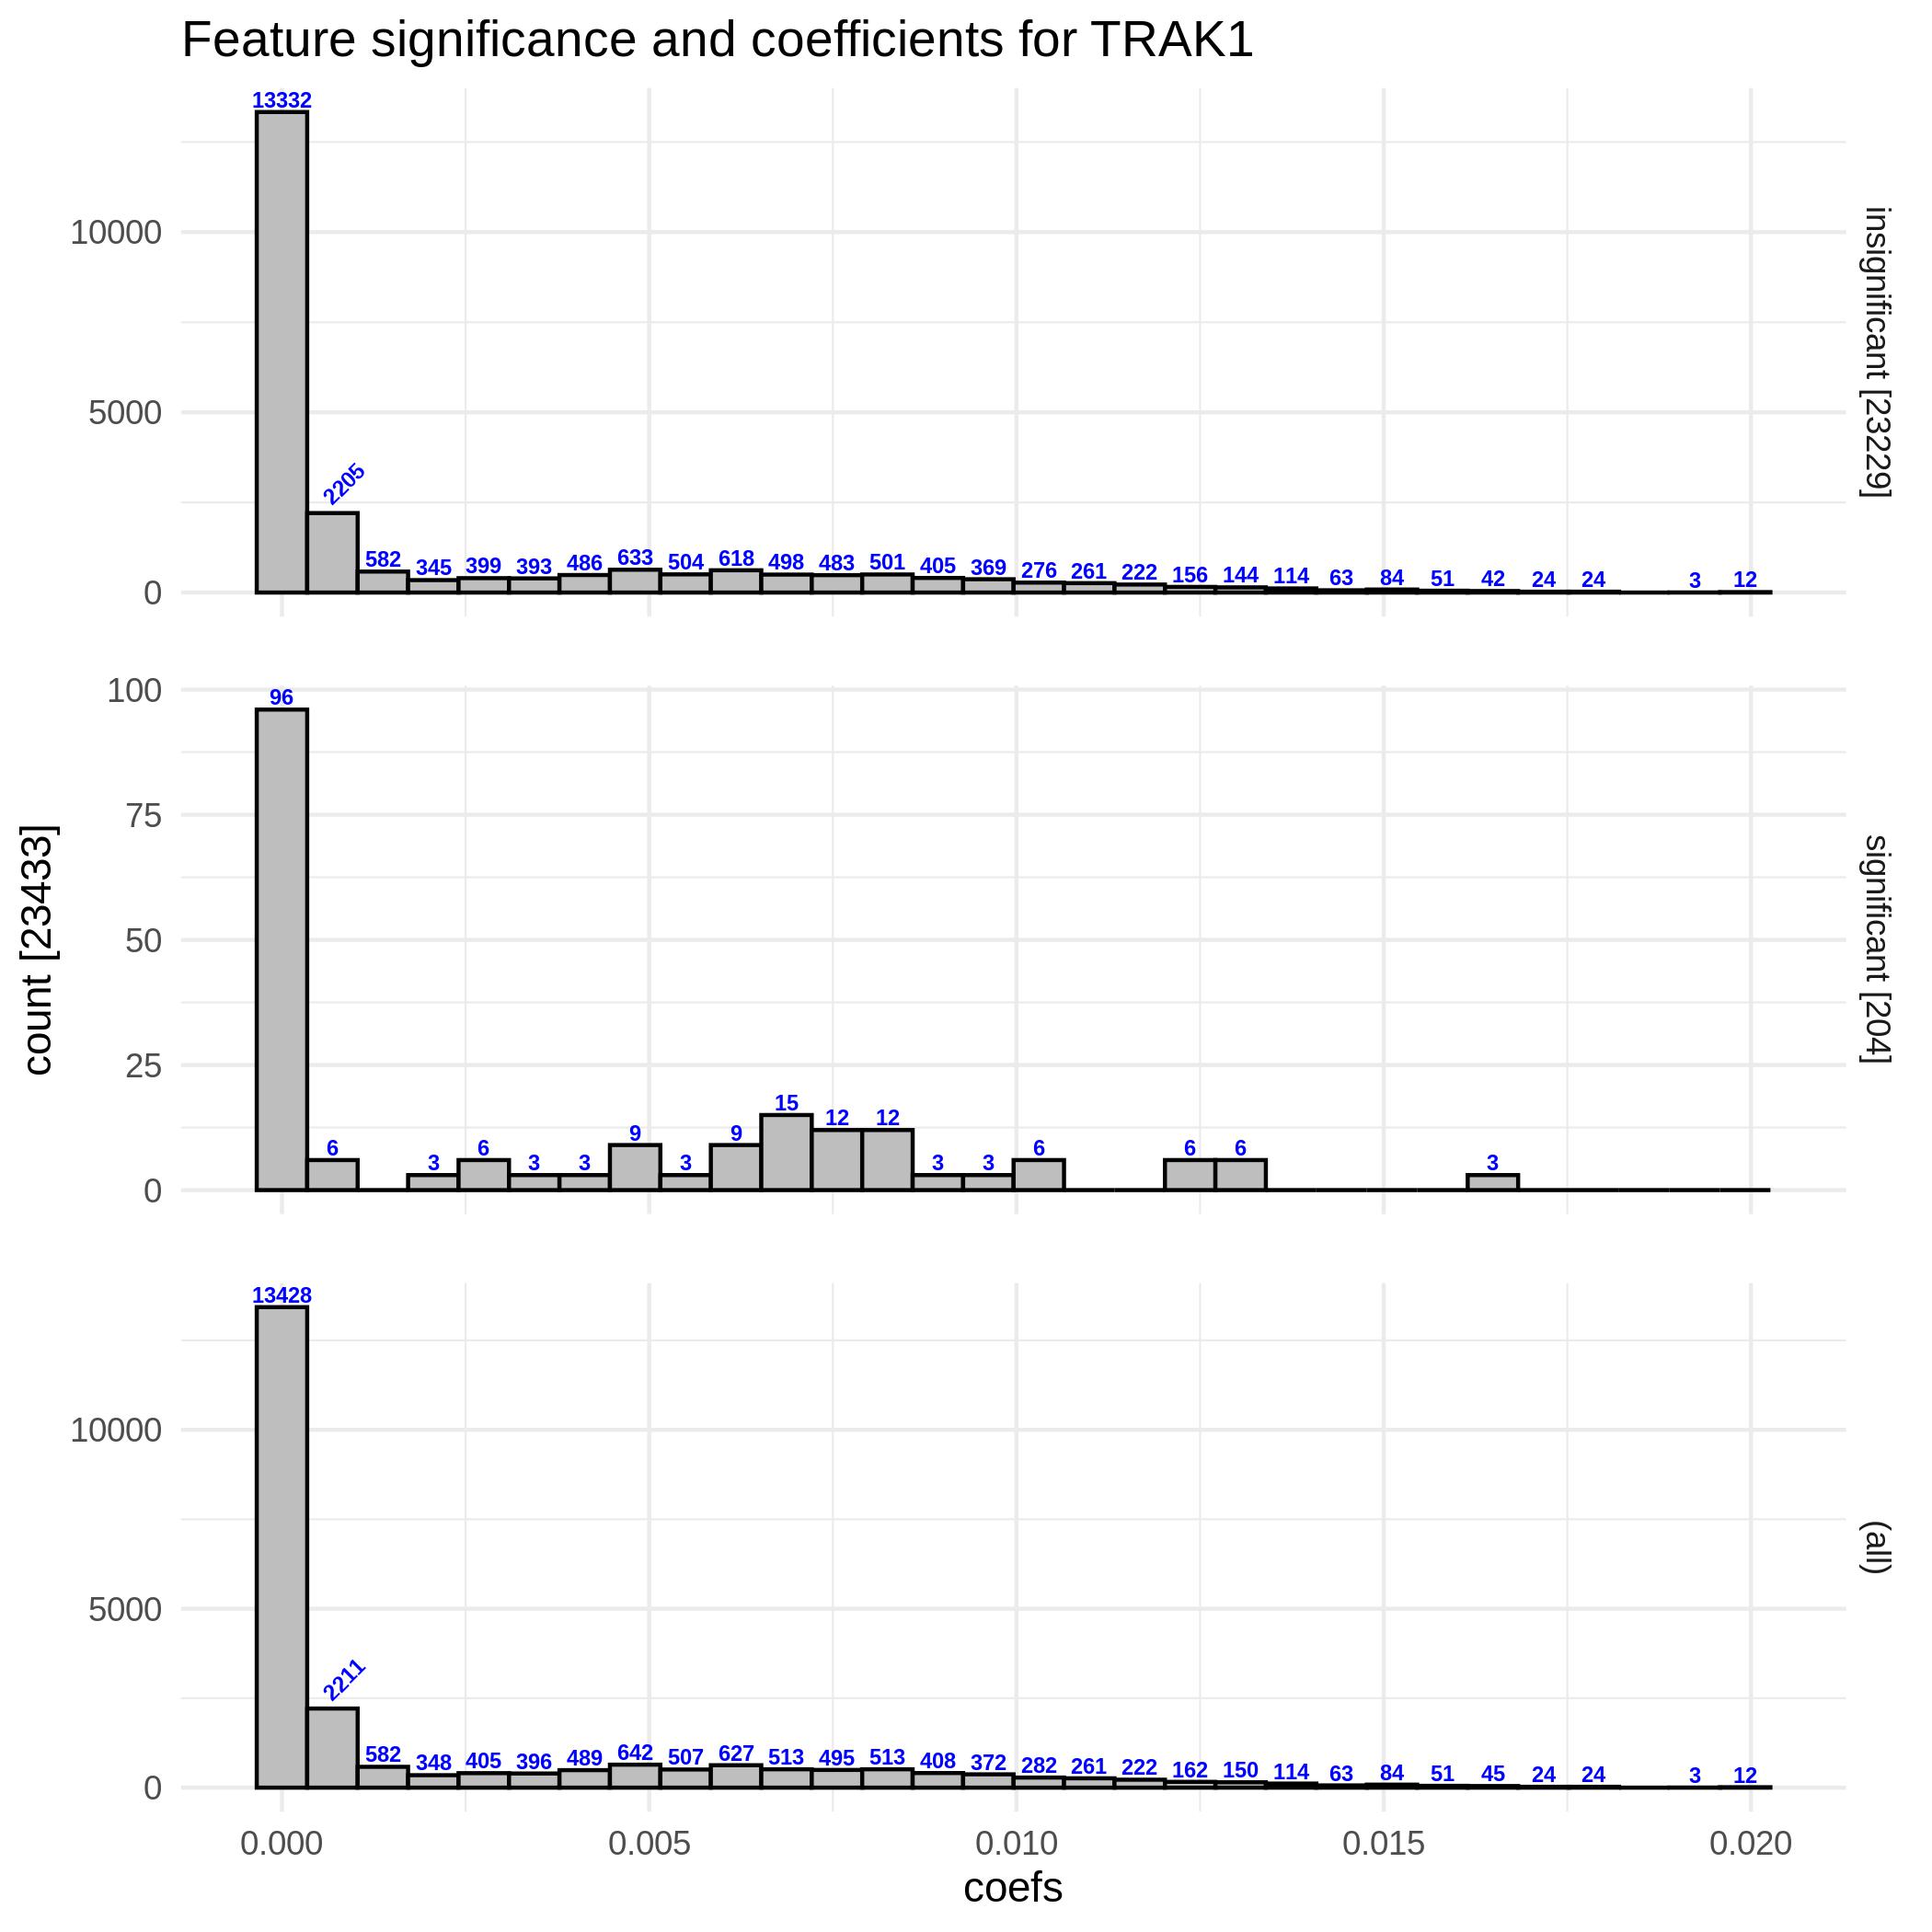 Feature significance and coefficients for TRAK1
13332
2205
582 345 399 393 486 633 504 618 498 483 501 405 369 276 261 222 156 144 114 63 84 51 42 24 24 3 12
10000
5000
0
insignificant [23229]
96
6 3 6 3 3 9 3 9 15 12 12 3 3 6 6 6 3
100
75
50
25
0
significant [204]
count [23433]
13428
2211
582 348 405 396 489 642 507 627 513 495 513 408 372 282 261 222 162 150 114 63 84 51 45 24 24 3 12
10000
5000
0
(all)
0.000 0.005 0.010 0.015 0.020
coefs